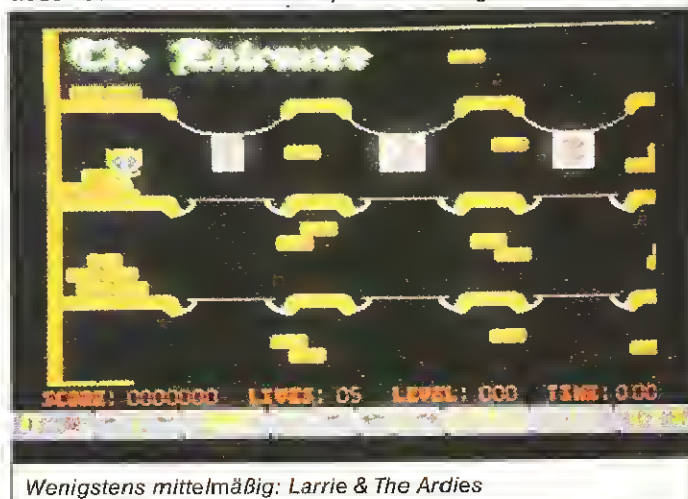 The Entrance
SCORE: 0000000 LIVES: 05 LEVEL: 000 TIME: 0:00
Wenigstens mittelmäßig: Larrie & The Ardies